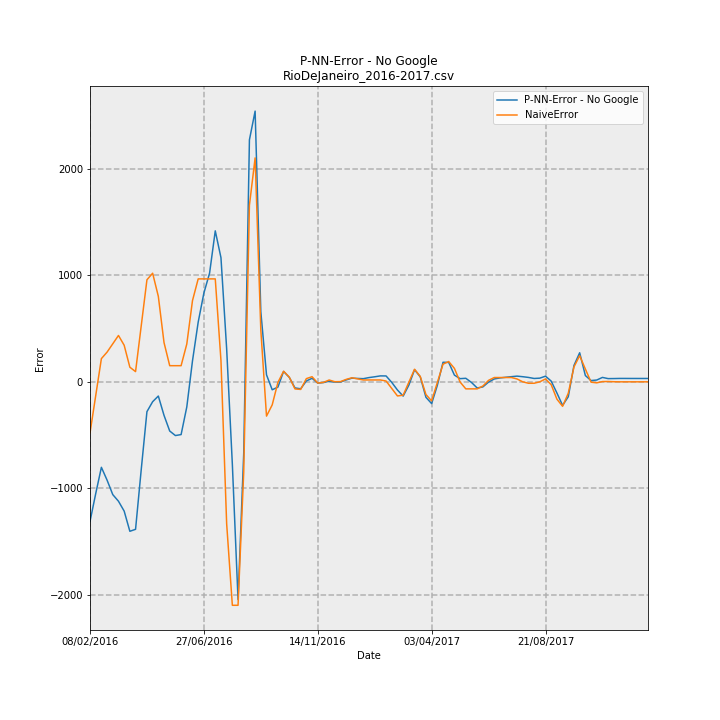 P-NN-Error - No Google
RioDeJaneiro_2016-2017.csv
P-NN-Error - No Google
NaiveError
2000
1000
0
−1000
−2000
Error
08/02/2016
27/06/2016
14/11/2016
03/04/2017
21/08/2017
Date